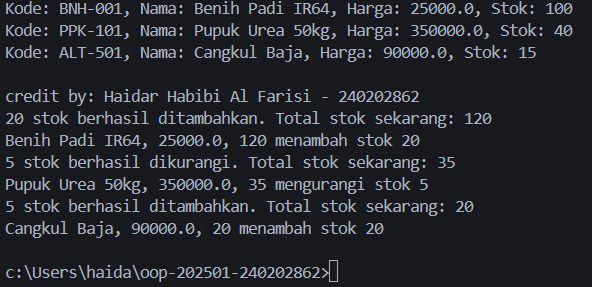 Kode: BNH-001, Nama: Benih Padi IR64, Harga: 25000.0, Stok: 100
Kode: PPK-101, Nama: Pupuk Urea 50kg, Harga: 350000.0, Stok: 40
Kode: ALT-501, Nama: Cangkul Baja, Harga: 90000.0, Stok: 15
credit by: Haidar Habibi Al Farisi - 240202862
20 stok berhasil ditambahkan. Total stok sekarang: 120
Benih Padi IR64, 25000.0, 120 menambah stok 20
5 stok berhasil dikurangi. Total stok sekarang: 35
Pupuk Urea 50kg, 350000.0, 35 mengurangi stok 5
5 stok berhasil ditambahkan. Total stok sekarang: 20
Cangkul Baja, 90000.0, 20 menambah stok 20
c:\Users\haida\oop-202501-240202862>